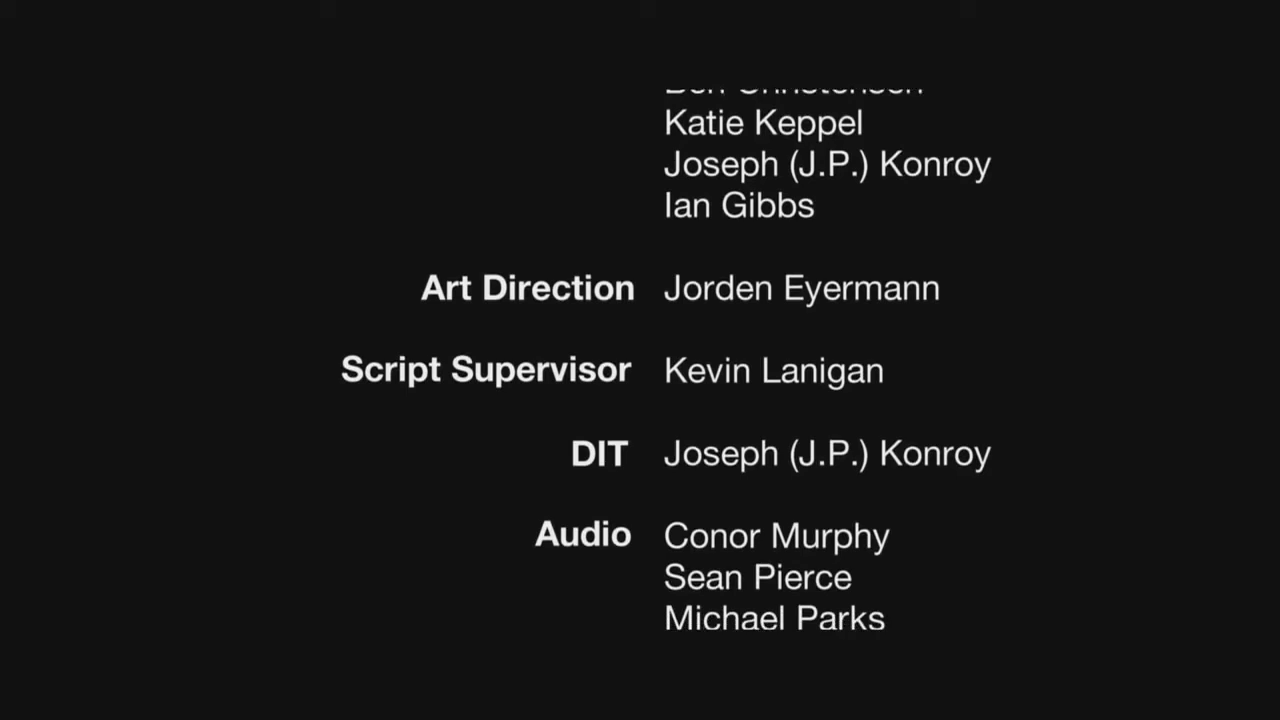 Katie Keppel
Joseph (J.P.) Konroy
Ian Gibbs
Art Direction Jorden Eyermann
Script Supervisor Kevin Lanigan
DIT Joseph (J.P.) Konroy
Audio Conor Murphy
Sean Pierce
Michael Parks